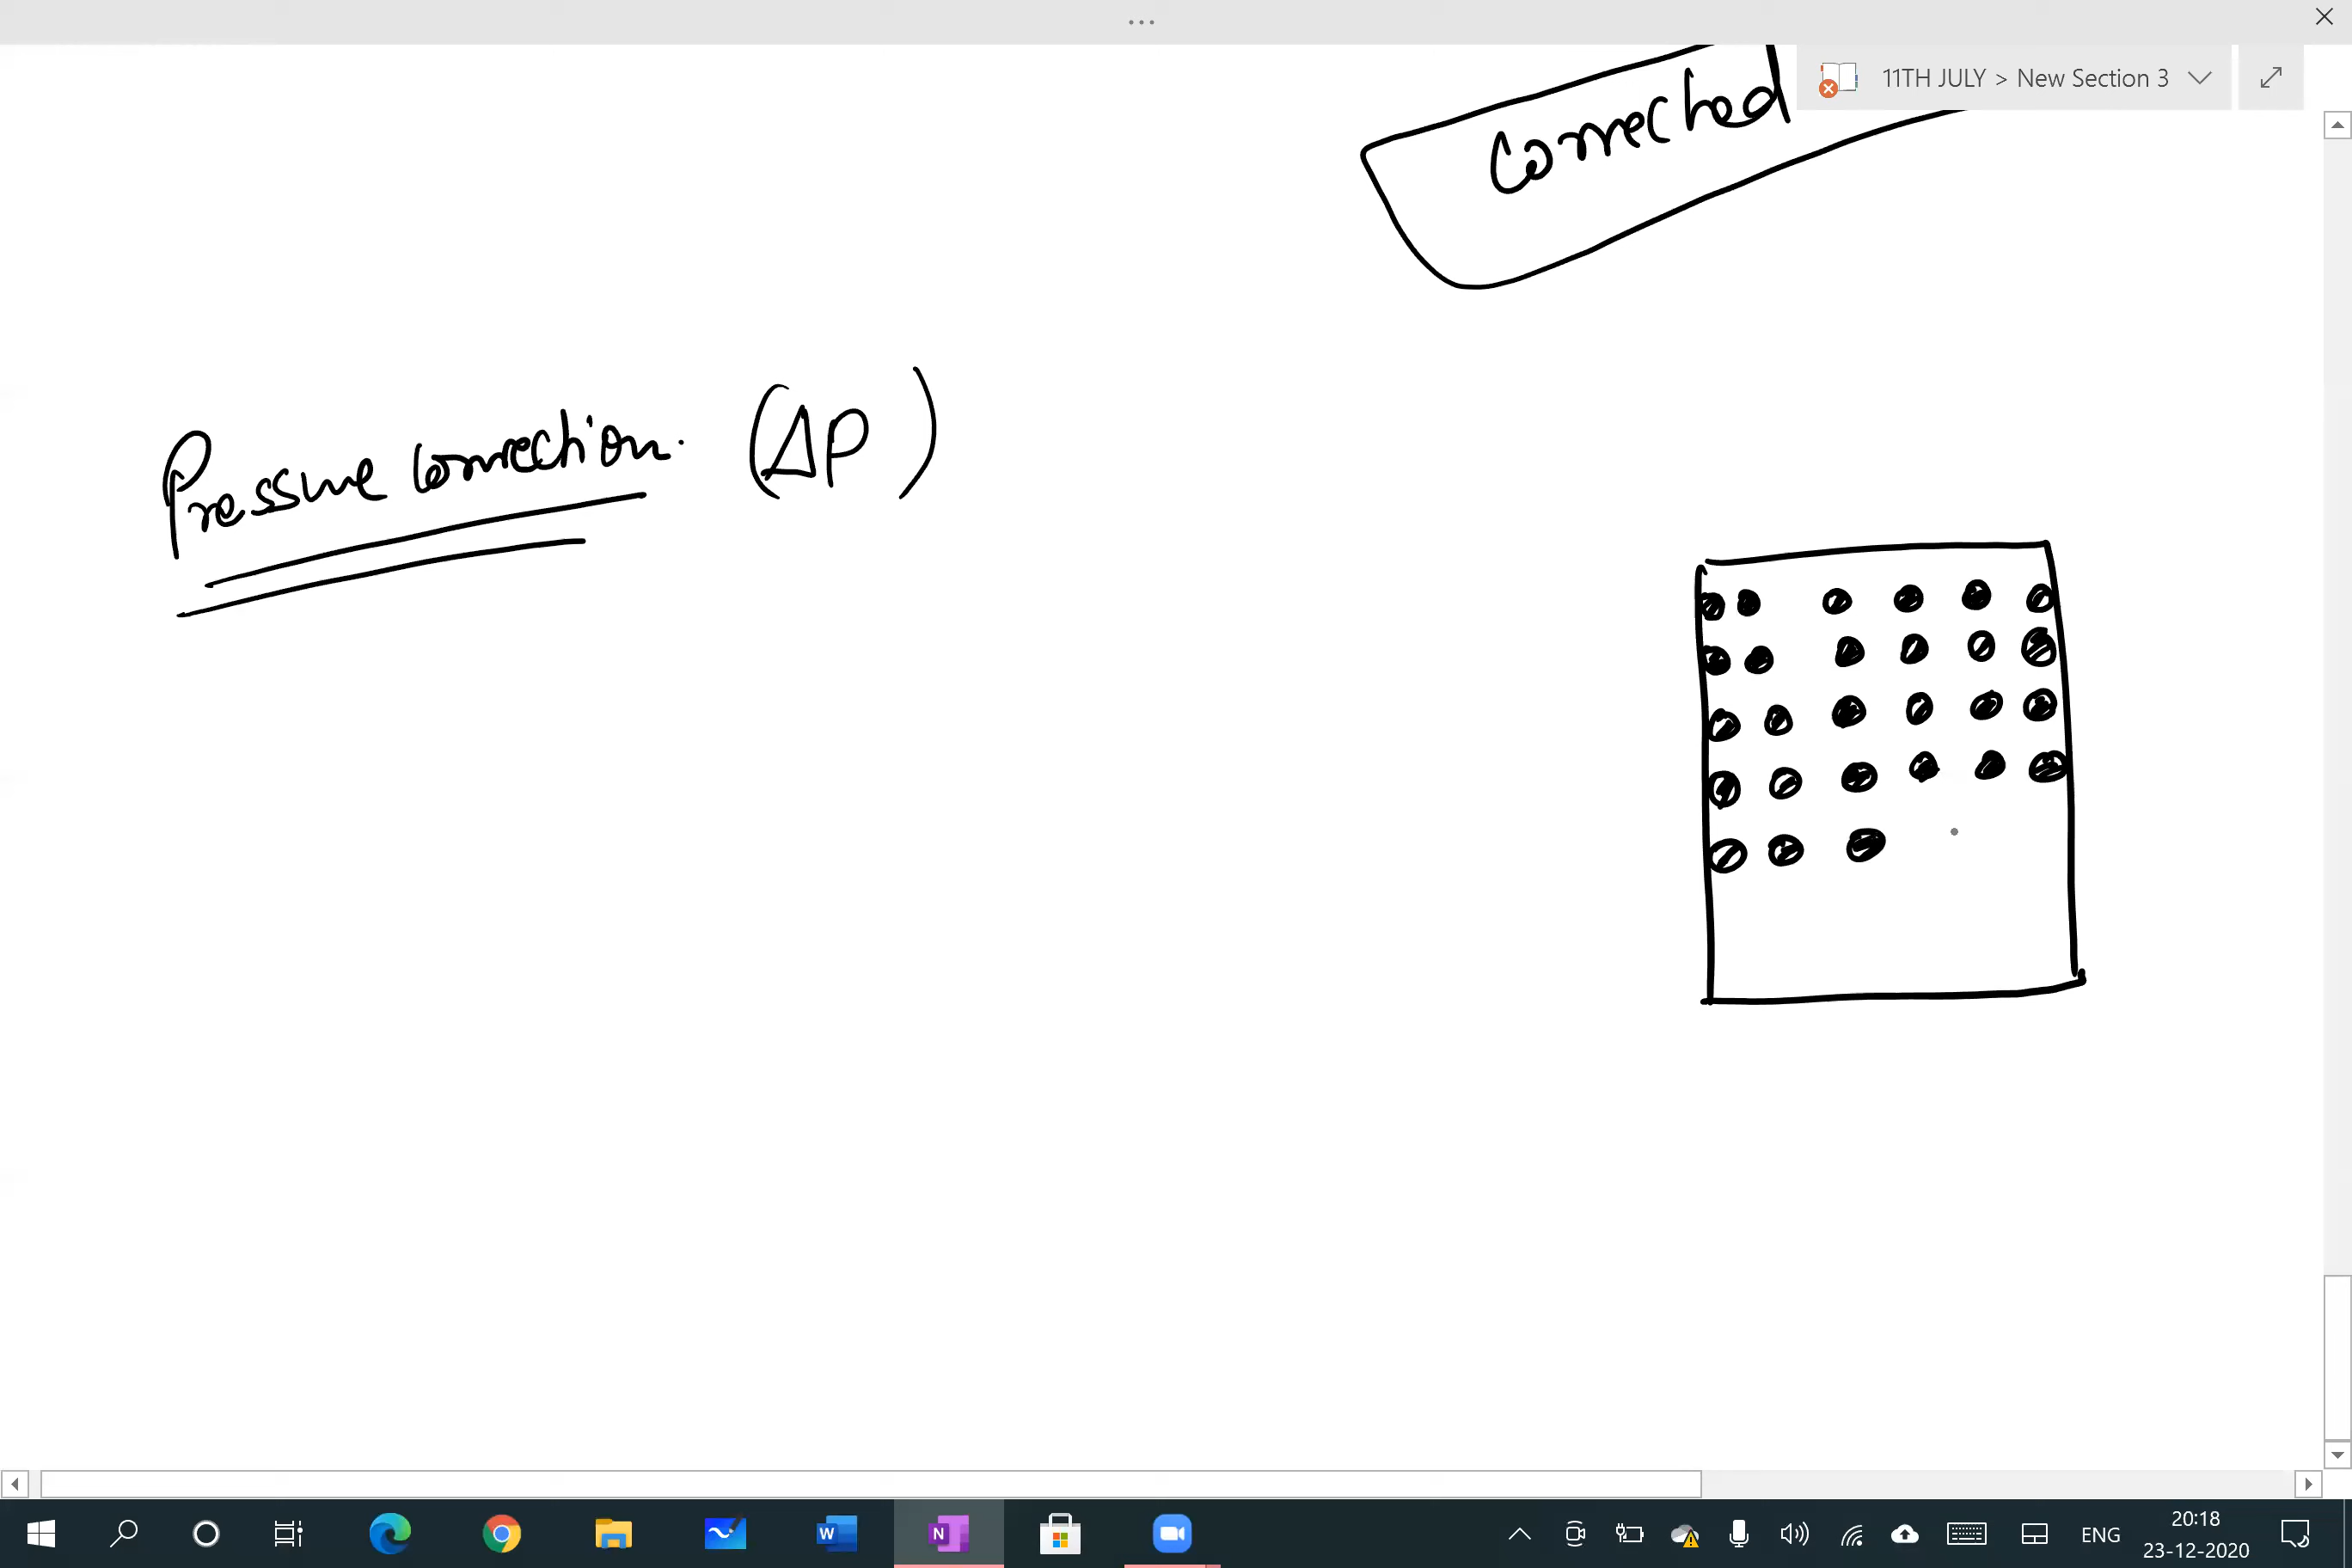 11TH JULY > New Section 3
Corrected
Pressure correction. (ΔP)
ENG
20:18
23-12-2020